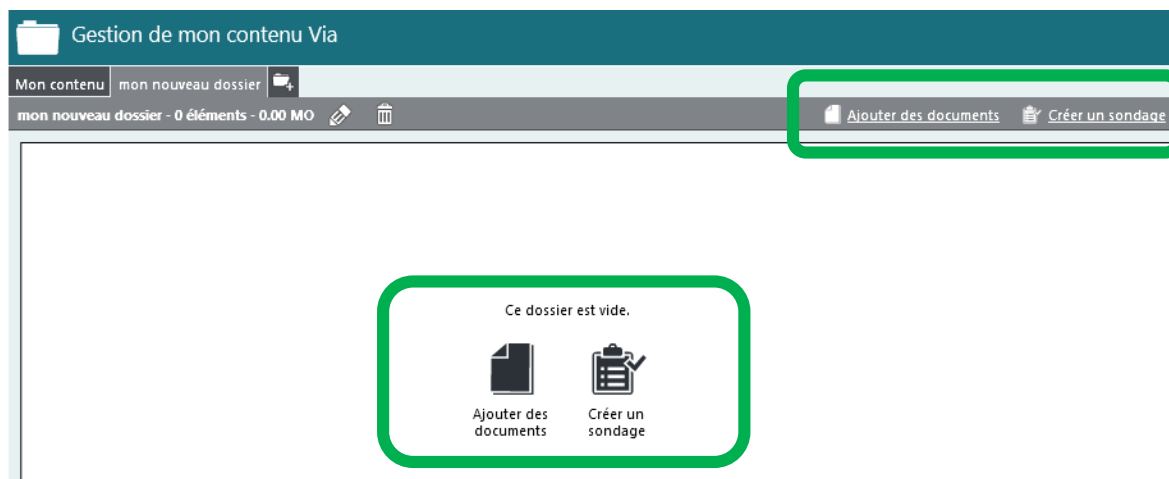 Gestion de mon contenu Via
Mon contenu mon nouveau dossier
mon nouveau dossier - 0 éléments - 0.00 MO Ajouter des documents Créer un sondage
Ce dossier est vide.
Ajouter des documents
Créer un sondage